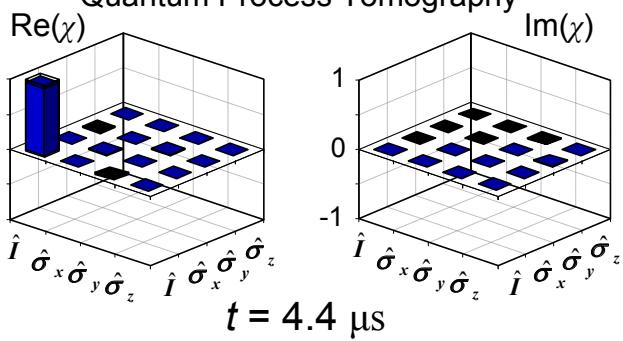 Quantum Process Tomography
Re(χ)
Im(χ)
1
0
-1
Î σ̂ x σ̂ y σ̂ z Î σ̂ x σ̂ y σ̂ z
Î σ̂ x σ̂ y σ̂ z Î σ̂ x σ̂ y σ̂ z
t = 4.4 μs